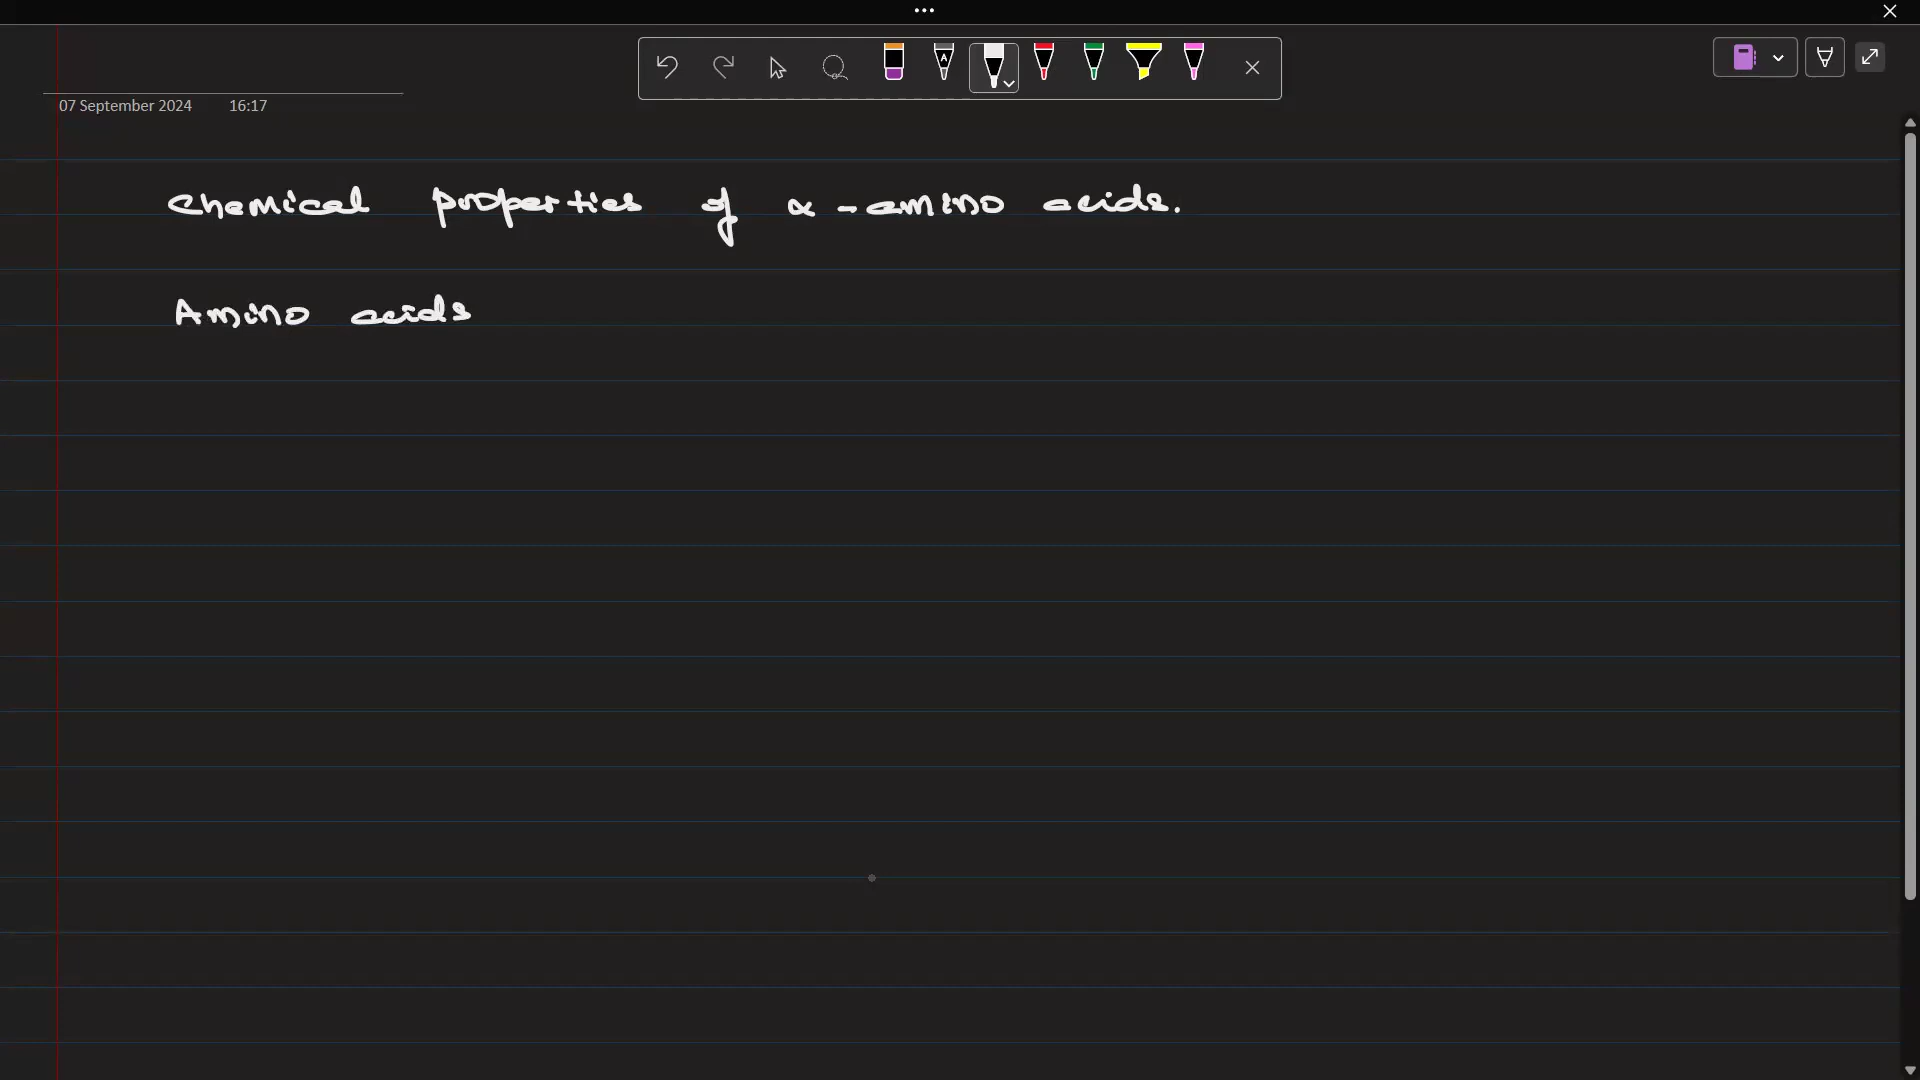 07 September 2024 16:17
Chemical properties of α-amino acids.
Amino acids